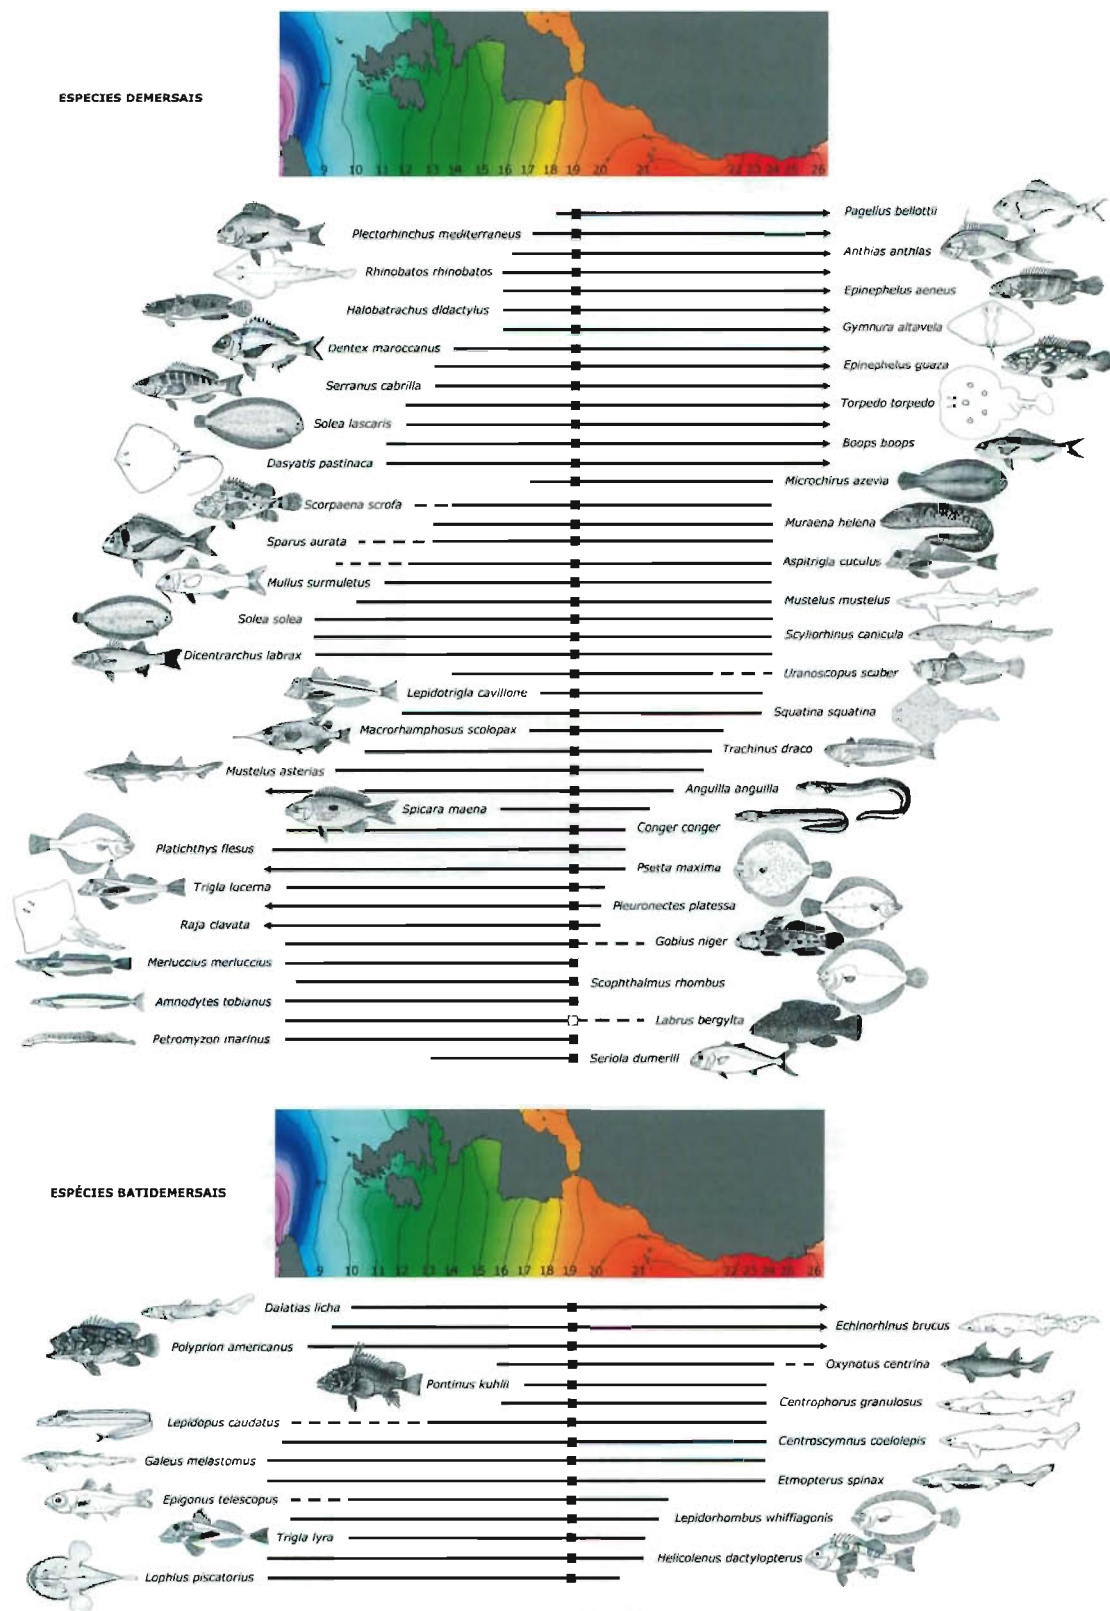 ESPECIES DEMERSAIS
9 10 11 12 13 14 15 16 17 18 19 20 21 22 23 24 25 26
Pagellus bellottii
Plectorhinchus mediterraneus
Anthias anthias
Rhinobatos rhinobatos
Epinephelus aeneus
Halobatrachus didactylus
Gymnura altavela
Dentex maroccanus
Epinephelus guaza
Serranus cabrilla
Torpedo torpedo
Solea lascaris
Boops boops
Dasyatis pastinaca
Microchirus azevia
Scorpaena scrofa
Muraena helena
Sparus aurata
Aspitrigla cuculus
Mullus surmuletus
Mustelus mustelus
Solea solea
Scyliorhinus canicula
Dicentrarchus labrax
Uranoscopus scaber
Lepidotrigla cavillone
Squatina squatina
Macrorhamphosus scolopax
Trachinus draco
Mustelus asterias
Anguilla anguilla
Spicara maena
Conger conger
Platichthys flesus
Psetta maxima
Trigla lucerna
Pleuronectes platessa
Raja clavata
Gobius niger
Merluccius merluccius
Scophthalmus rhombus
Amnodytes tobianus
Labrus bergylta
Petromyzon marinus
Seriola dumerili
ESPÉCIES BATIDEMERSAIS
9 10 11 12 13 14 15 16 17 18 19 20 21 22 23 24 25 26
Dalatias licha
Echinorhinus brucus
Polyprion americanus
Oxynotus centrina
Pontinus kuhlii
Centrophorus granulosus
Lepidopus caudatus
Centroscymnus coelolepis
Galeus melastomus
Etmopterus spinax
Epigonus telescopus
Lepidorhombus whiffiagonis
Trigla lyra
Helicolenus dactylopterus
Lophius piscatorius